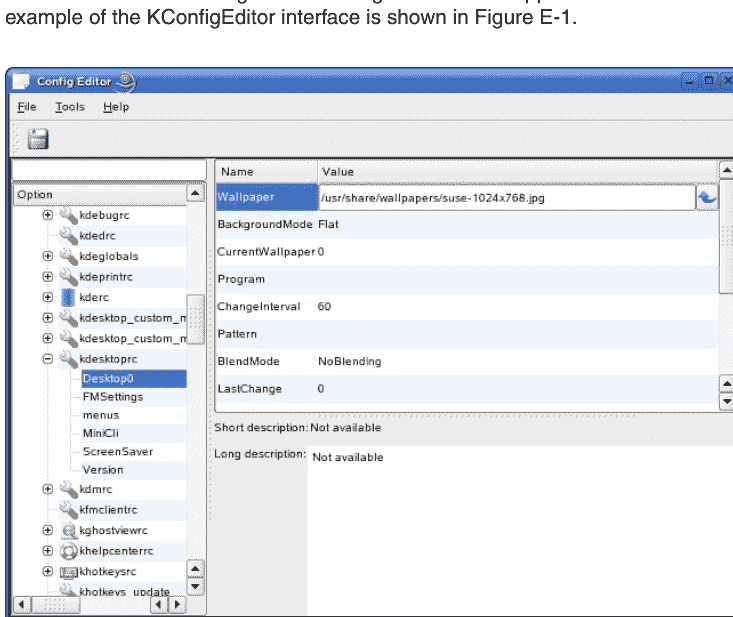 example of the KConfigEditor interface is shown in Figure E-1.
Config Editor
File Tools Help
Option
kdebugrc
kdedrc
kdeglobals
kdeprintrc
kderc
kdesktop_custom_m
kdesktop_custom_m
kdesktoprc
Desktop0
FMSettings
menus
MiniCli
ScreenSaver
Version
kdmrc
kfmclientrc
kghostviewrc
khelpcenterrc
khotkeysrc
khotkeys_update
Name Value
Wallpaper /usr/share/wallpapers/suse-1024x768.jpg
BackgroundMode Flat
CurrentWallpaper 0
Program
ChangeInterval 60
Pattern
BlendMode NoBlending
LastChange 0
Short description: Not available
Long description: Not available